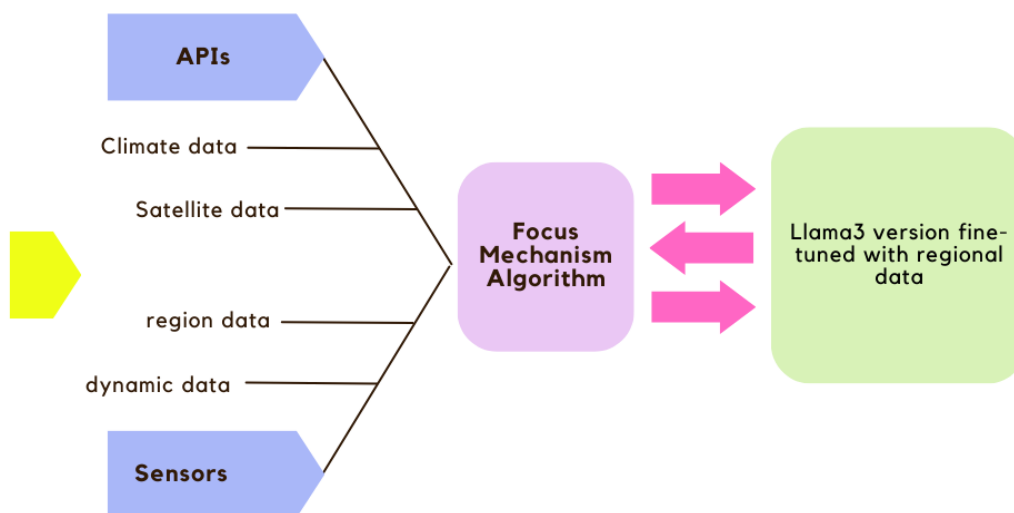 APIs
Climate data
Satellite data
region data
dynamic data
Sensors
Focus
Mechanism
Algorithm
Llama3 version fine-
tuned with regional
data